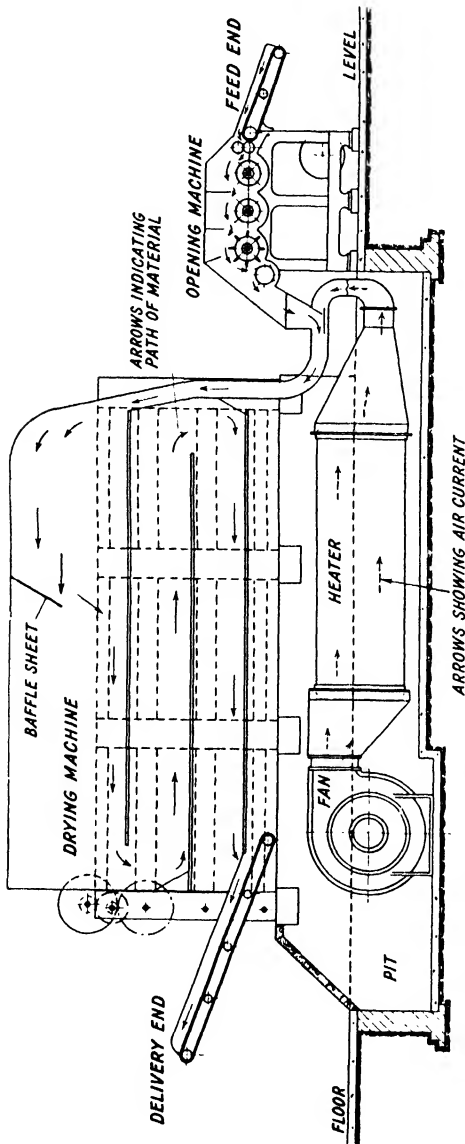 DELIVERY END
DRYING MACHINE
BAFFLE SHEET
ARROWS INDICATING
PATH OF MATERIAL
OPENING MACHINE
FEED END
FLOOR
PIT
FAN
HEATER
ARROWS SHOWING AIR CURRENT
LEVEL